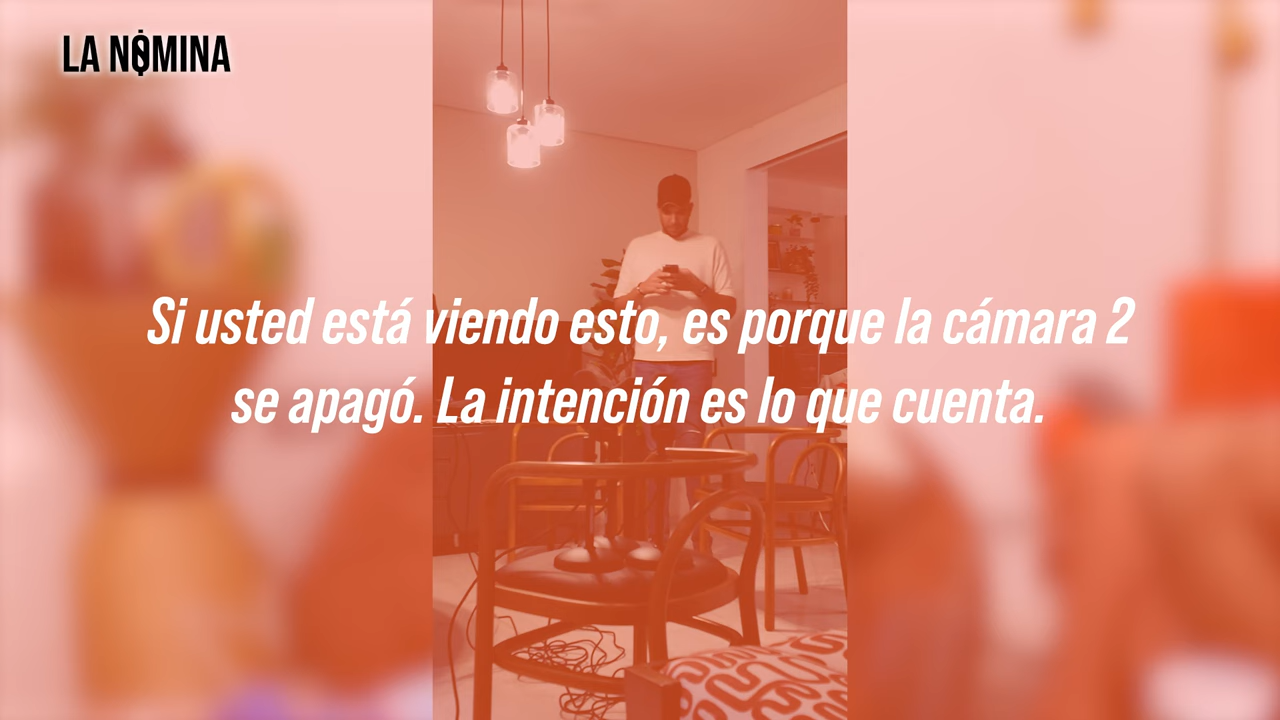 LA NÓMINA
Si usted está viendo esto, es porque la cámara 2
se apagó. La intención es lo que cuenta.